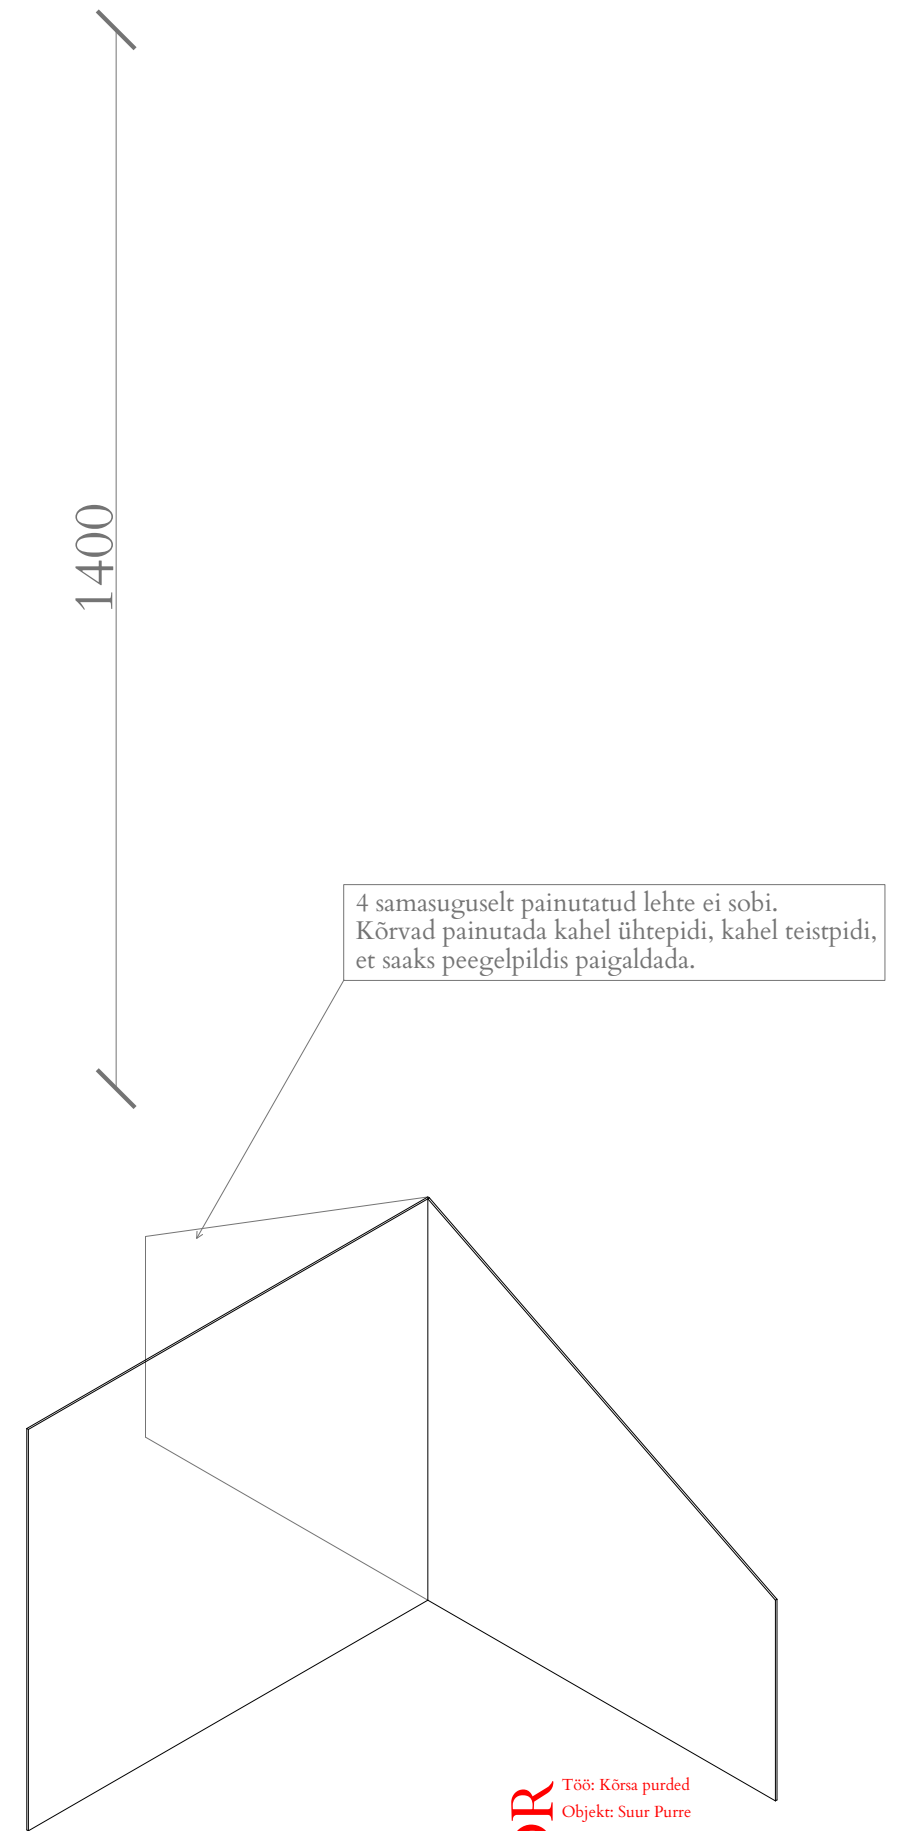 1400
4 samasuguselt painutatud lehte ei sobi.
Kõrvad painutada kahel ühtepidi, kahel teistpidi,
et saaks peegelpildis paigaldada.
Töö: Kõrsa purded
Objekt: Suur Purre